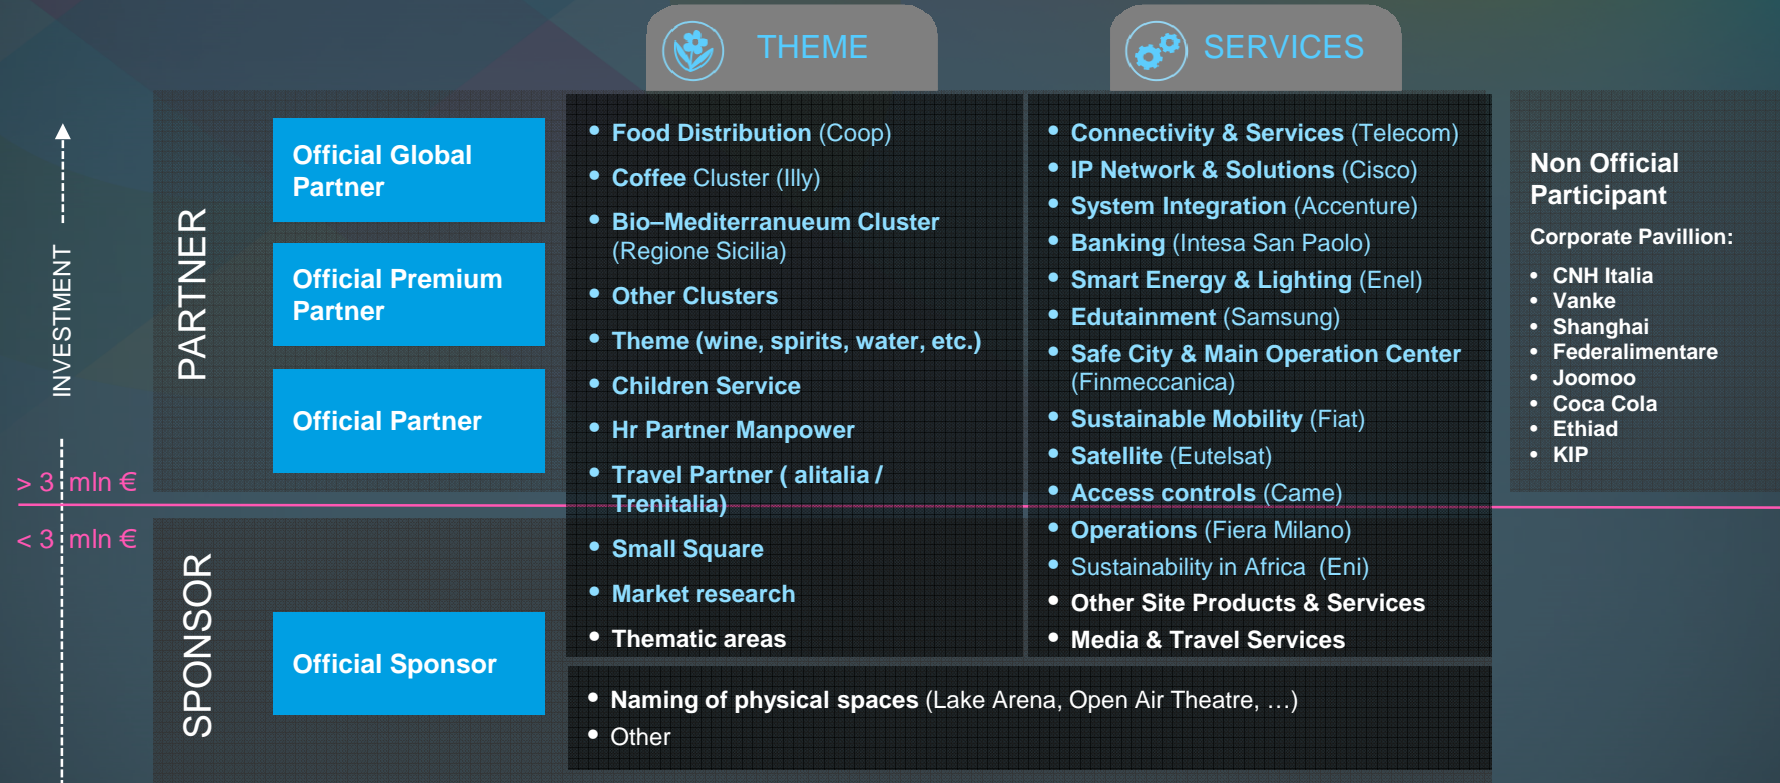 THEME
SERVICES
INVESTMENT
> 3 mln €
< 3 mln €
PARTNER
Official Global
Partner
Official Premium
Partner
Official Partner
SPONSOR
Official Sponsor
• Food Distribution (Coop)
• Coffee Cluster (Illy)
• Bio–Mediterranueum Cluster
(Regione Sicilia)
• Other Clusters
• Theme (wine, spirits, water, etc.)
• Children Service
• Hr Partner Manpower
• Travel Partner ( alitalia /
Trenitalia)
• Small Square
• Market research
• Thematic areas
• Connectivity & Services (Telecom)
• IP Network & Solutions (Cisco)
• System Integration (Accenture)
• Banking (Intesa San Paolo)
• Smart Energy & Lighting (Enel)
• Edutainment (Samsung)
• Safe City & Main Operation Center
(Finmeccanica)
• Sustainable Mobility (Fiat)
• Satellite (Eutelsat)
• Access controls (Came)
• Operations (Fiera Milano)
• Sustainability in Africa (Eni)
• Other Site Products & Services
• Media & Travel Services
• Naming of physical spaces (Lake Arena, Open Air Theatre, …)
• Other
Non Official
Participant
Corporate Pavillion:
• CNH Italia
• Vanke
• Shanghai
• Federalimentare
• Joomoo
• Coca Cola
• Ethiad
• KIP